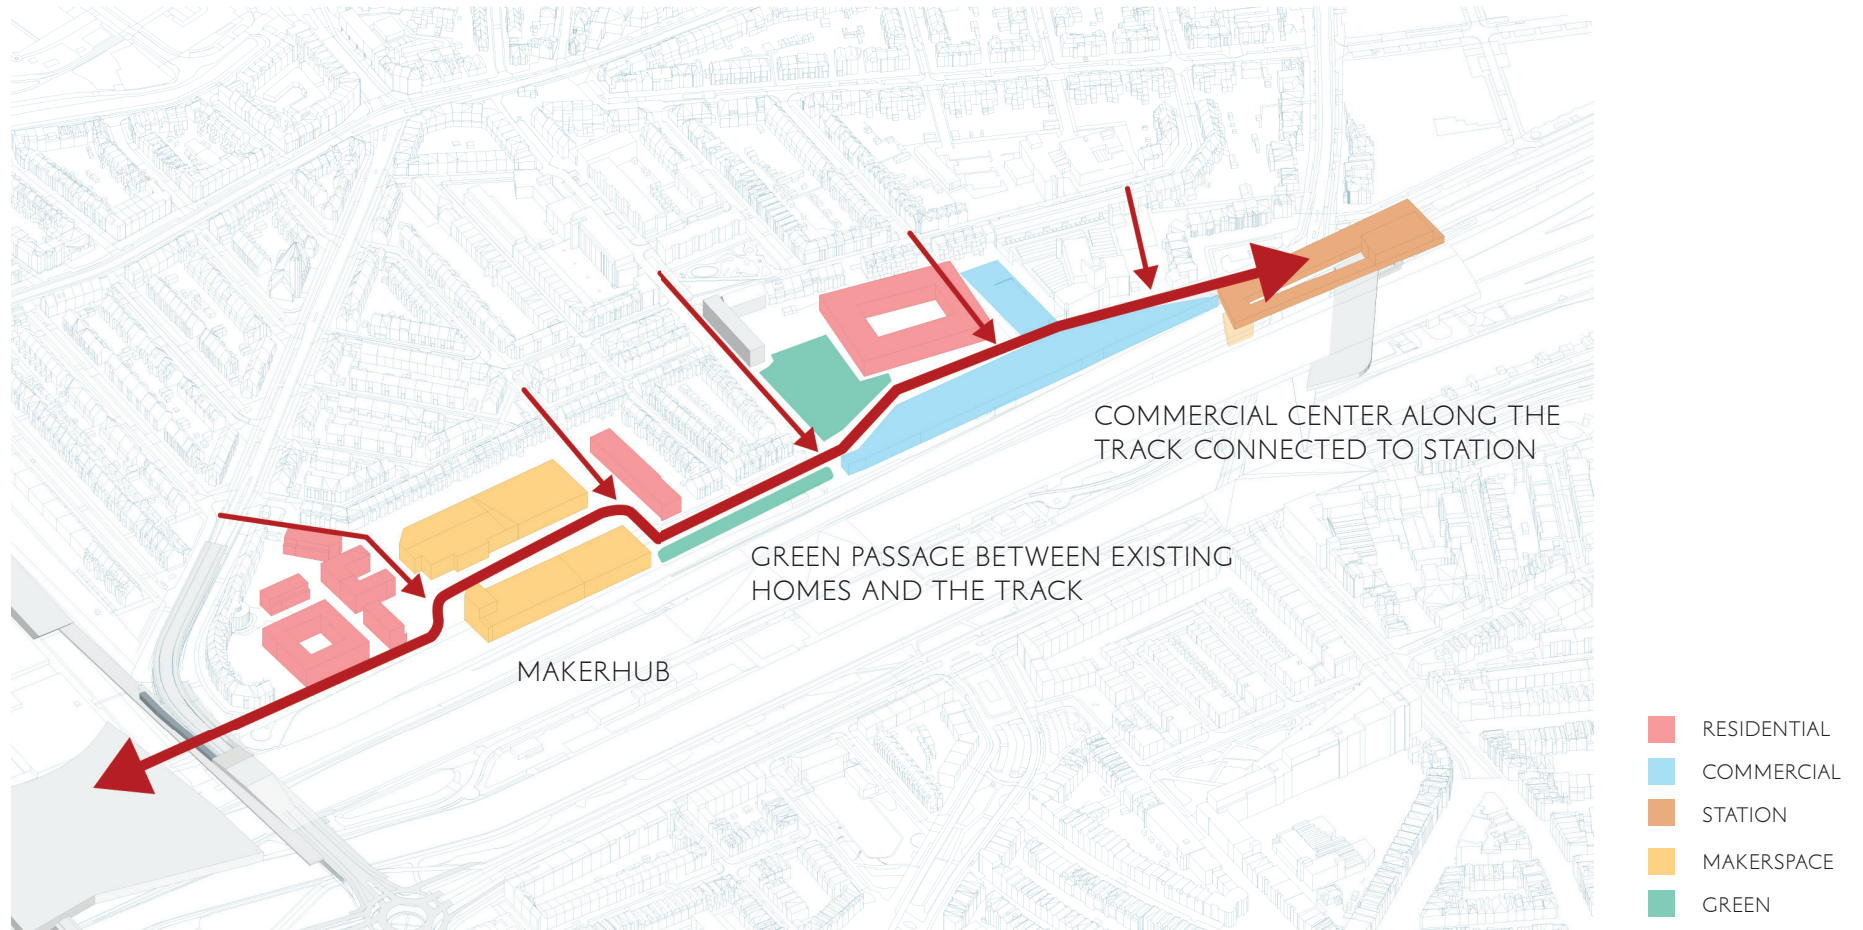 COMMERCIAL CENTER ALONG THE
TRACK CONNECTED TO STATION
GREEN PASSAGE BETWEEN EXISTING
HOMES AND THE TRACK
MAKERHUB
RESIDENTIAL
COMMERCIAL
STATION
MAKERSPACE
GREEN